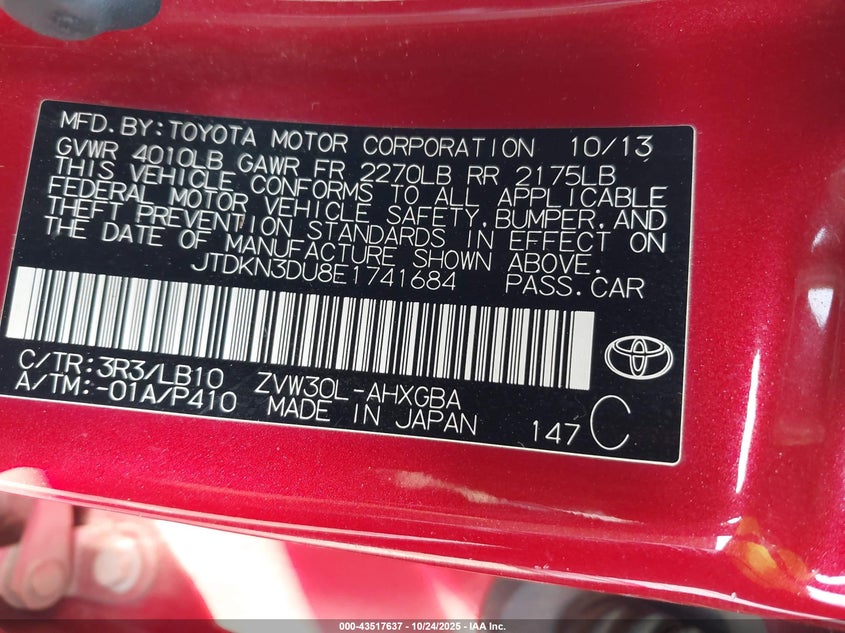 MFD.BY:TOYOTA MOTOR CORPORATION 10/13
GVWR 4010LB GAWR FR 2270LB RR 2175LB
THIS VEHICLE CONFORMS TO ALL APPLICABLE
FEDERAL MOTOR VEHICLE SAFETY,BUMPER,AND
THEFT PREVENTION STANDARDS IN EFFECT ON
THE DATE OF MANUFACTURE SHOWN ABOVE.
JTDKN3DU8E1741684 PASS.CAR
C/TR:3R3/LB10 ZVW30L-AHXGBA
A/TM:-01A/P410 MADE IN JAPAN 147 C
000-43517637 - 10/24/2025 - IAA Inc.